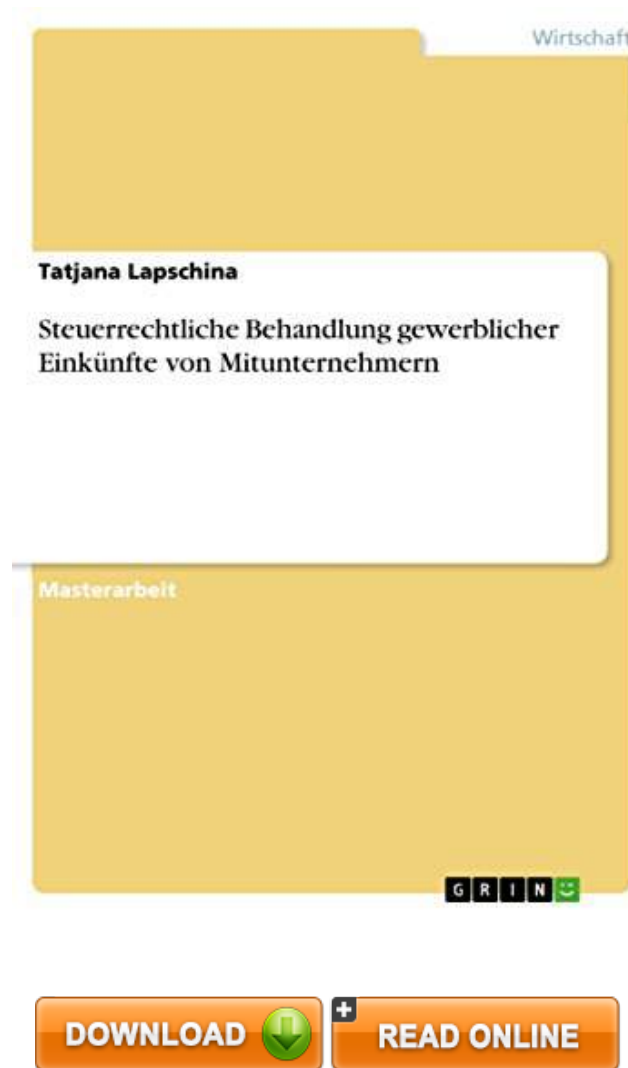 Wirtschaft
Tatjana Lapschina
Steuerrechtliche Behandlung gewerblicher
Einkünfte von Mitunternehmern
Masterarbeit
GRIN
DOWNLOAD
READ ONLINE